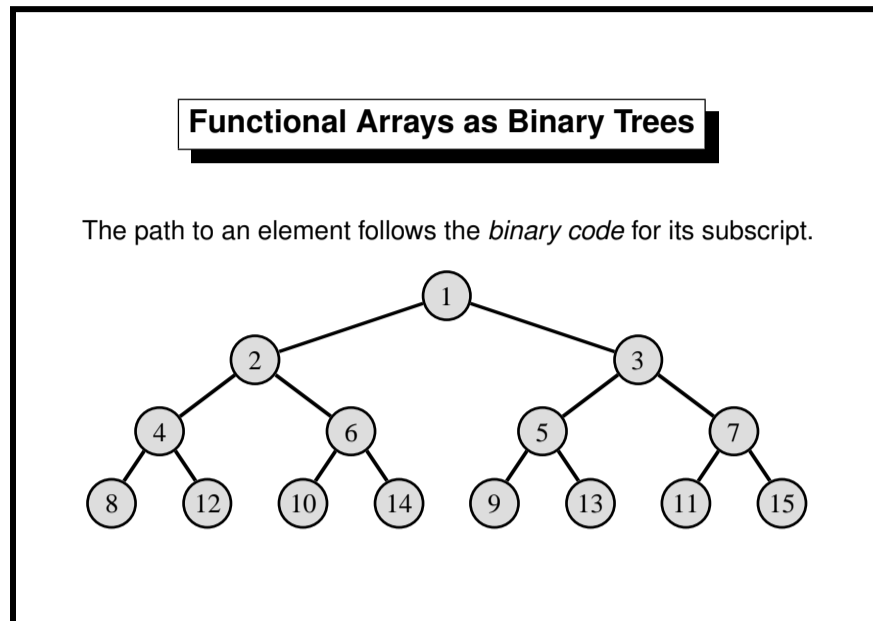 Functional Arrays as Binary Trees
The path to an element follows the binary code for its subscript.
1
2 3
4 6 5 7
8 12 10 14 9 13 11 15